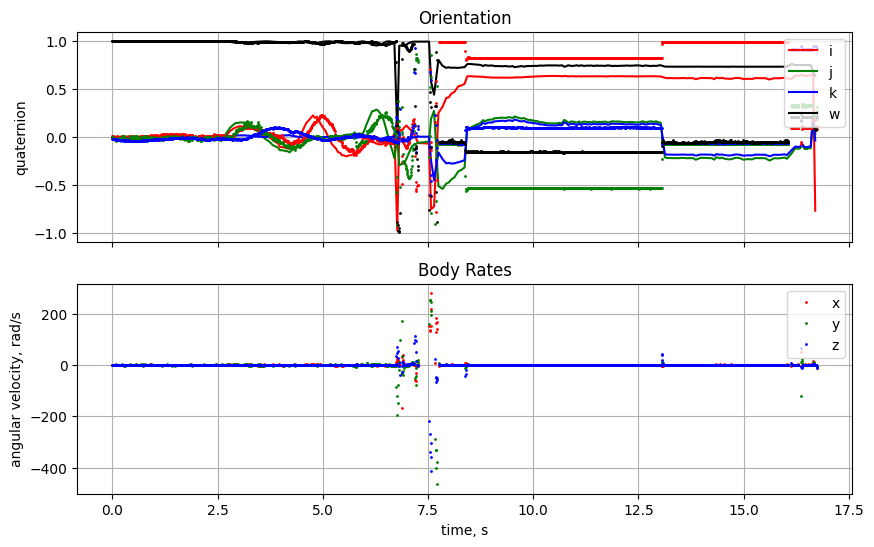 Orientation
1.0
0.5
0.0
−0.5
−1.0
quaternion
i
j
k
w
Body Rates
200
0
−200
−400
angular velocity, rad/s
x
y
z
0.0 2.5 5.0 7.5 10.0 12.5 15.0 17.5
time, s